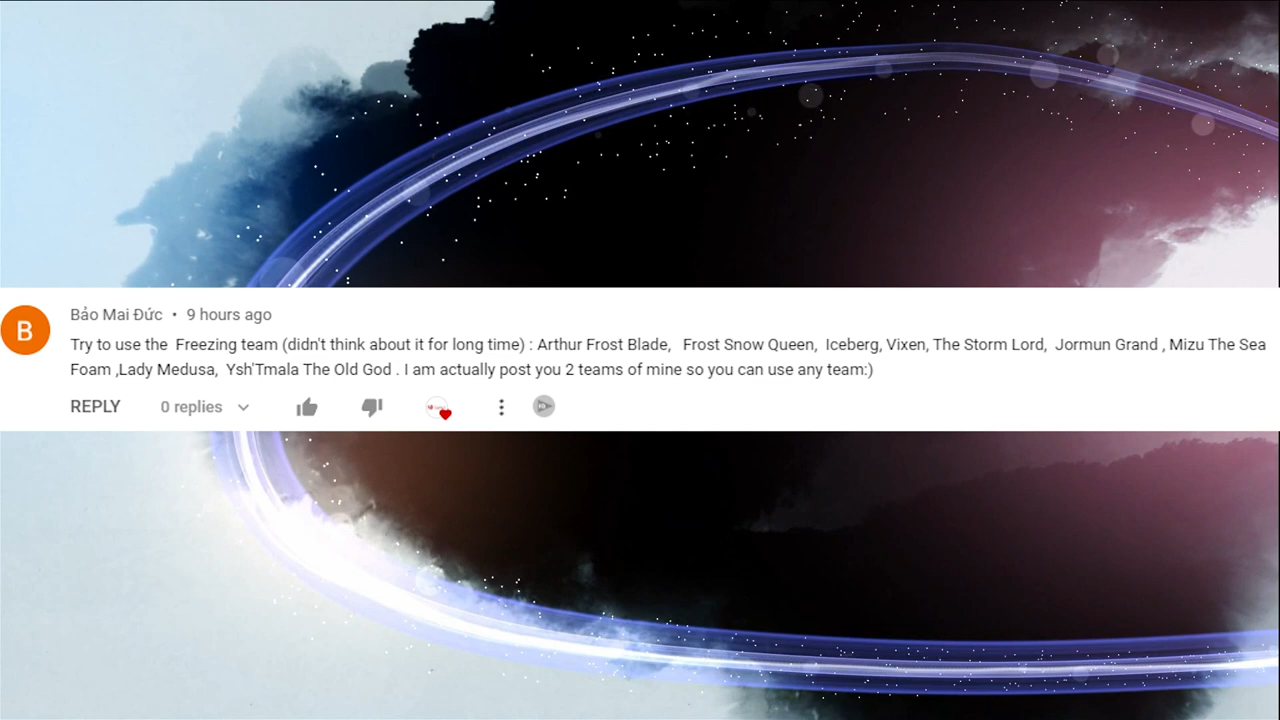 B
Bảo Mai Đức • 9 hours ago
Try to use the Freezing team (didn't think about it for long time) : Arthur Frost Blade, Frost Snow Queen, Iceberg, Vixen, The Storm Lord, Jormun Grand , Mizu The Sea
Foam ,Lady Medusa, Ysh'Tmala The Old God . I am actually post you 2 teams of mine so you can use any team:)
REPLY 0 replies